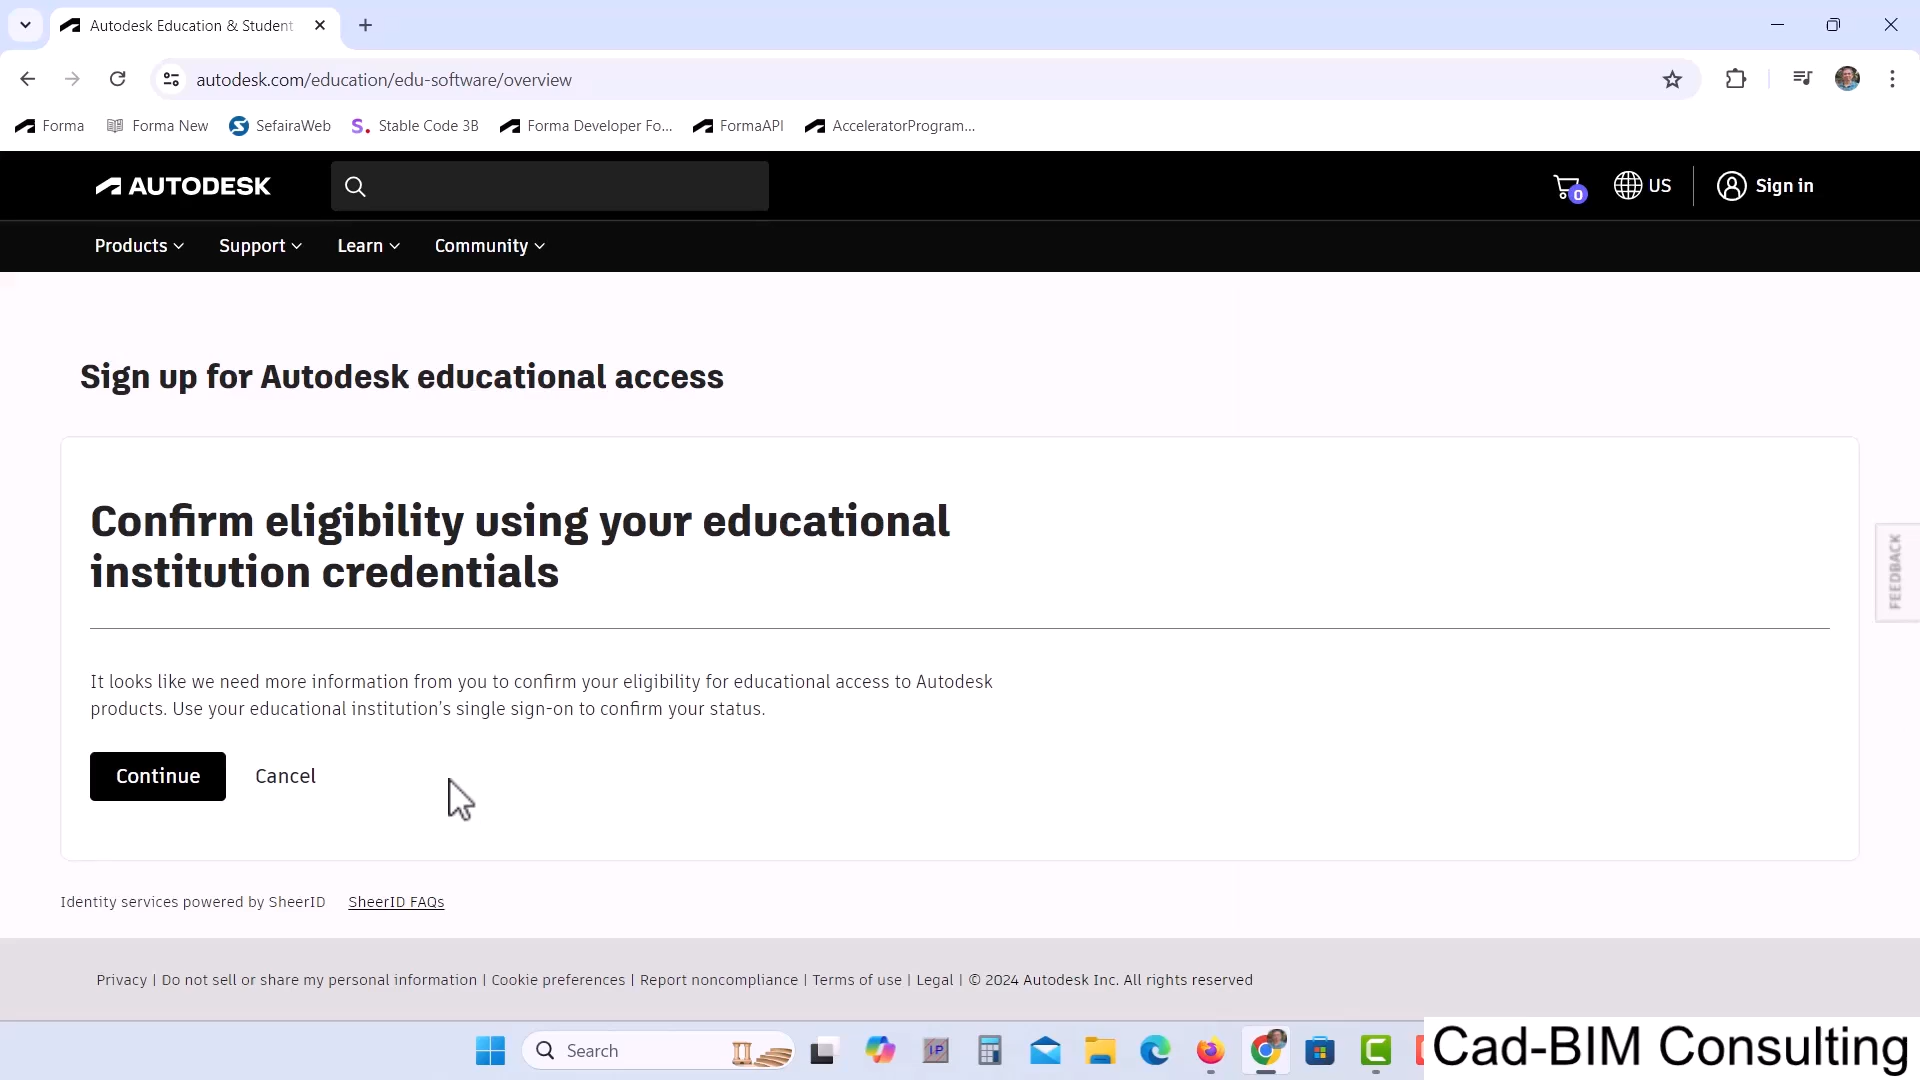 Autodesk Education & Student
autodesk.com/education/edu-software/overview
Forma
Forma New
SefairaWeb
Stable Code 3B
Forma Developer Fo...
FormaAPI
AcceleratorProgram...
AUTODESK
0
US
Sign in
Products
Support
Learn
Community
Sign up for Autodesk educational access
Confirm eligibility using your educational
institution credentials
FEEDBACK
It looks like we need more information from you to confirm your eligibility for educational access to Autodesk
products. Use your educational institution's single sign-on to confirm your status.
Continue
Cancel
Identity services powered by SheerID
SheerID FAQs
Privacy | Do not sell or share my personal information | Cookie preferences | Report noncompliance | Terms of use | Legal | © 2024 Autodesk Inc. All rights reserved
Search
IP
Cad-BIM Consulting